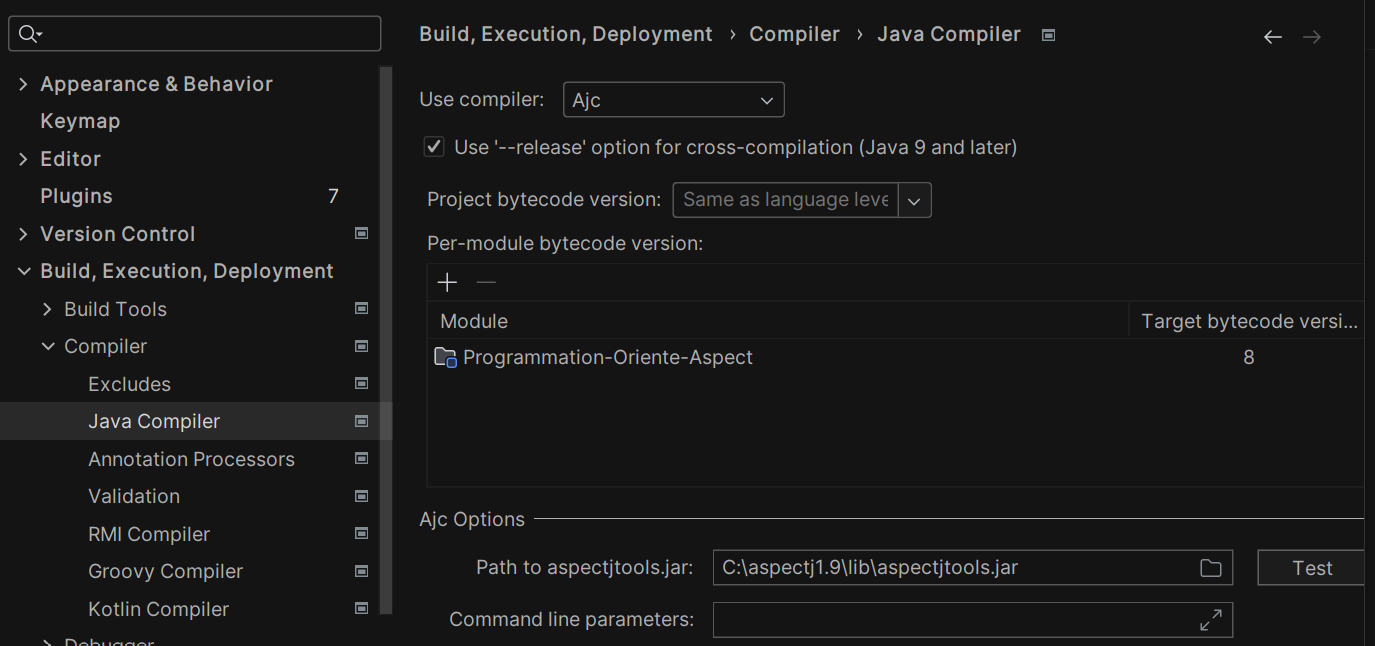 Appearance & Behavior
Keymap
Editor
Plugins 7
Version Control
Build, Execution, Deployment
Build Tools
Compiler
Excludes
Java Compiler
Annotation Processors
Validation
RMI Compiler
Groovy Compiler
Kotlin Compiler
Debugger
Build, Execution, Deployment › Compiler › Java Compiler
Use compiler: Ajc
Use '--release' option for cross-compilation (Java 9 and later)
Project bytecode version: Same as language leve
Per-module bytecode version:
Module Target bytecode versi...
Programmation-Oriente-Aspect 8
Ajc Options
Path to aspectjtools.jar: C:\aspectj1.9\lib\aspectjtools.jar Test
Command line parameters: